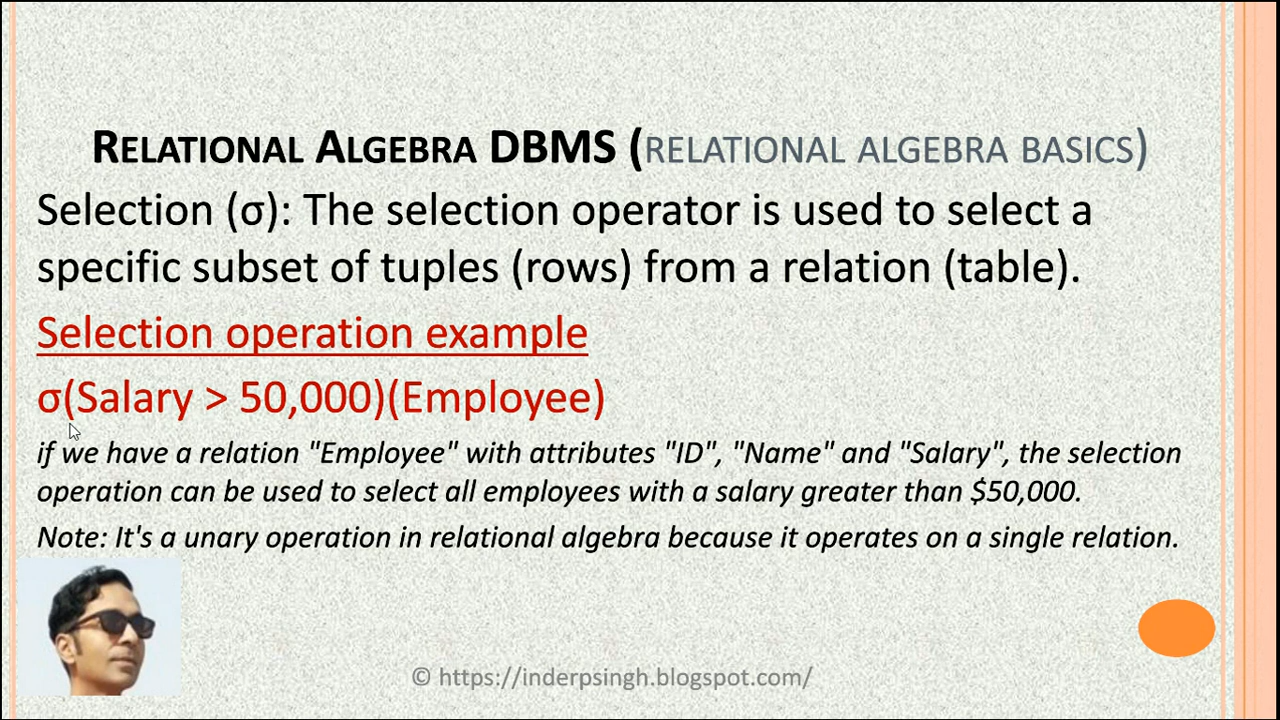 RELATIONAL ALGEBRA DBMS (RELATIONAL ALGEBRA BASICS)
Selection (σ): The selection operator is used to select a
specific subset of tuples (rows) from a relation (table).
Selection operation example
σ(Salary > 50,000)(Employee)
if we have a relation "Employee" with attributes "ID", "Name" and "Salary", the selection
operation can be used to select all employees with a salary greater than $50,000.
Note: It's a unary operation in relational algebra because it operates on a single relation.
© https://inderpsingh.blogspot.com/